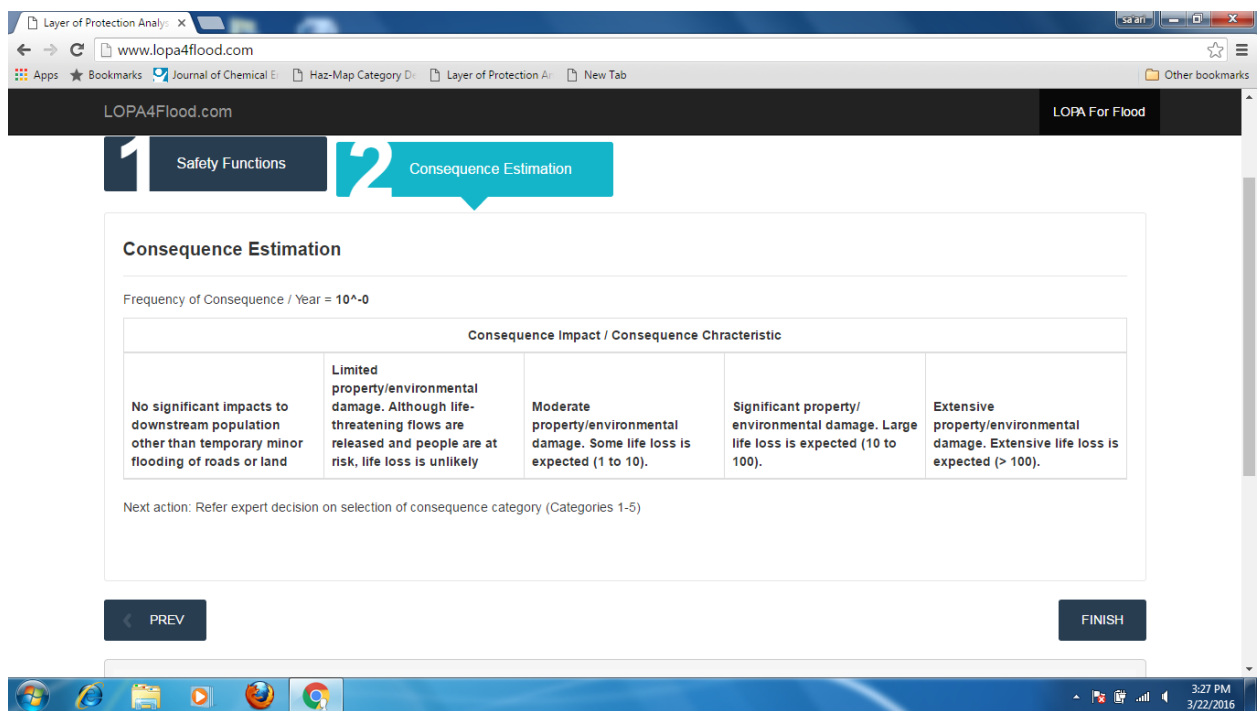 Layer of Protection Analys
sa'ari
www.lopa4flood.com
Apps Bookmarks Journal of Chemical E Haz-Map Category De Layer of Protection An New Tab Other bookmarks
LOPA4Flood.com LOPA For Flood
1 Safety Functions 2 Consequence Estimation
Consequence Estimation
Frequency of Consequence / Year = 10^-0
Consequence Impact / Consequence Chracteristic
No significant impacts to
downstream population
other than temporary minor
flooding of roads or land
Limited
property/environmental
damage. Although life-
threatening flows are
released and people are at
risk, life loss is unlikely
Moderate
property/environmental
damage. Some life loss is
expected (1 to 10).
Significant property/
environmental damage. Large
life loss is expected (10 to
100).
Extensive
property/environmental
damage. Extensive life loss is
expected (> 100).
Next action: Refer expert decision on selection of consequence category (Categories 1-5)
PREV FINISH
3:27 PM
3/22/2016